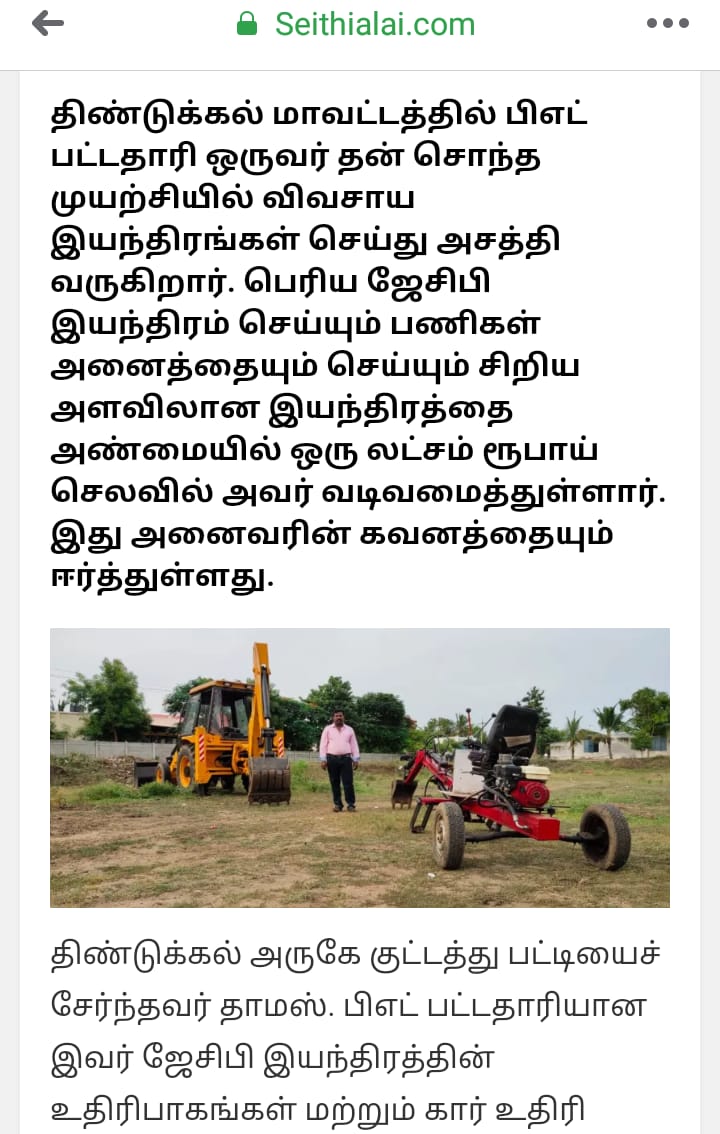 Seithialai.com
திண்டுக்கல் மாவட்டத்தில் பிஎட்
பட்டதாரி ஒருவர் தன் சொந்த
முயற்சியில் விவசாய
இயந்திரங்கள் செய்து அசத்தி
வருகிறார். பெரிய ஜேசிபி
இயந்திரம் செய்யும் பணிகள்
அனைத்தையும் செய்யும் சிறிய
அளவிலான இயந்திரத்தை
அண்மையில் ஒரு லட்சம் ரூபாய்
செலவில் அவர் வடிவமைத்துள்ளார்.
இது அனைவரின் கவனத்தையும்
ஈர்த்துள்ளது.
திண்டுக்கல் அருகே குட்டத்து பட்டியைச்
சேர்ந்தவர் தாமஸ். பிஎட் பட்டதாரியான
இவர் ஜேசிபி இயந்திரத்தின்
உதிரிபாகங்கள் மற்றும் கார் உதிரி